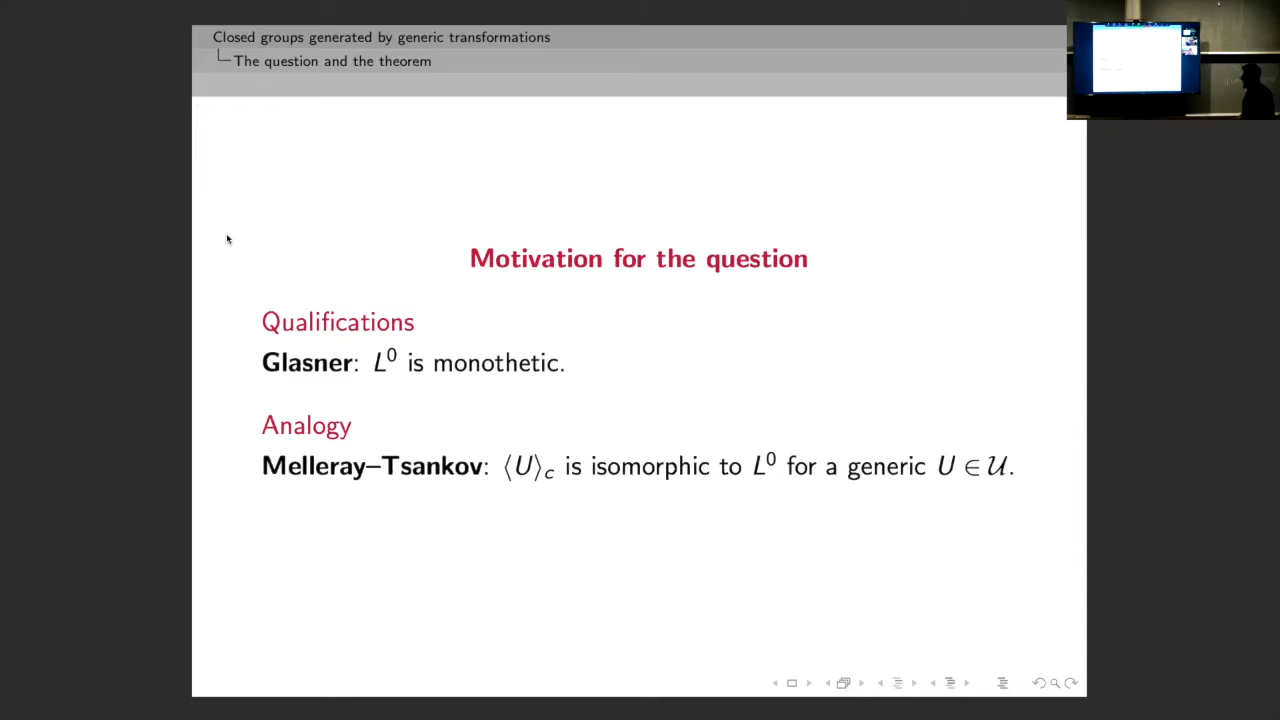 Closed groups generated by generic transformations
The question and the theorem
Motivation for the question
Qualifications
Glasner: L⁰ is monothetic.
Analogy
Melleray–Tsankov: ⟨U⟩_c is isomorphic to L⁰ for a generic U ∈ 𝒰.